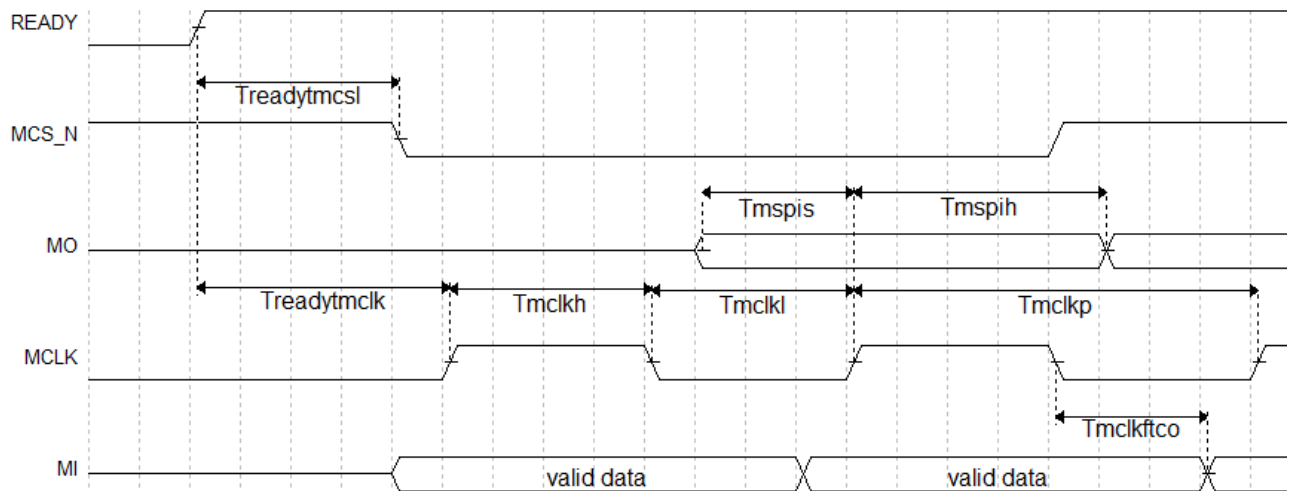 READY
Treadytmcsl
MCS_N
Tmspis Tmspih
MO
Treadytmclk Tmclkh Tmclkl Tmclkp
MCLK
Tmclkftco
MI valid data valid data